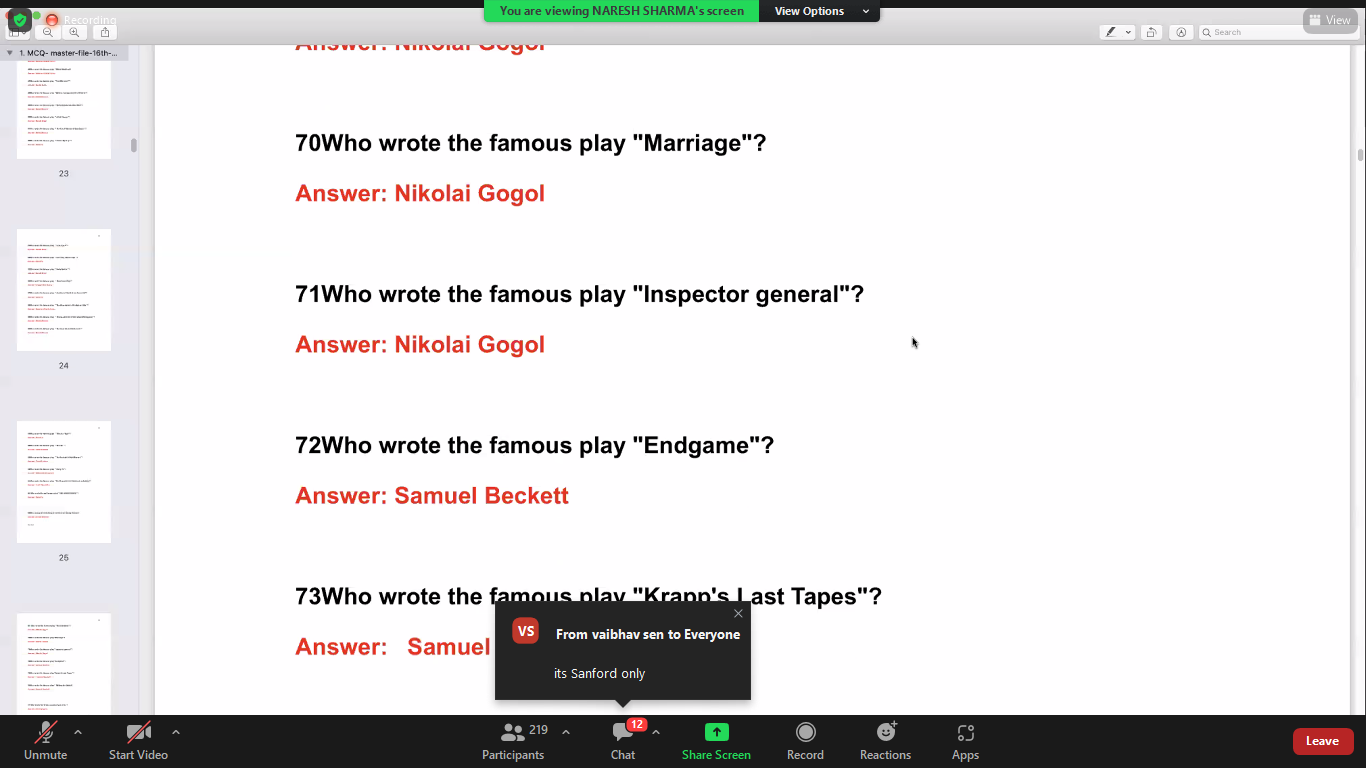 Recording
You are viewing NARESH SHARMA's screen
View Options
View
Search
1. MCQ- master-file-16th-...
23
24
25
Answer: Nikolai Gogol
70Who wrote the famous play "Marriage"?
Answer: Nikolai Gogol
71Who wrote the famous play "Inspector general"?
Answer: Nikolai Gogol
72Who wrote the famous play "Endgame"?
Answer: Samuel Beckett
73Who wrote the famous play "Krapp's Last Tapes"?
Answer: Samuel
VS
From vaibhav sen to Everyone
its Sanford only
Unmute
Start Video
219
Participants
12
Chat
Share Screen
Record
Reactions
Apps
Leave